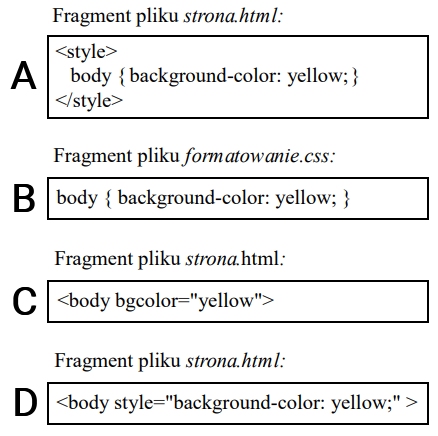 Fragment pliku strona.html:
A
<style>
body { background-color: yellow; }
</style>
Fragment pliku formatowanie.css:
B
body { background-color: yellow; }
Fragment pliku strona.html:
C
<body bgcolor="yellow">
Fragment pliku strona.html:
D
<body style="background-color: yellow;" >